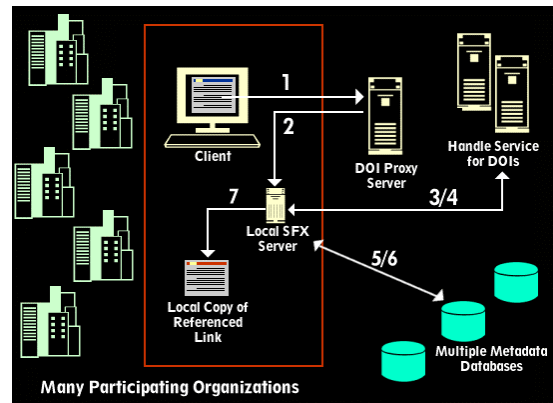 1
2
Client
DOI Proxy
Server
Handle Service
for DOIs
7
3/4
Local SFX
Server
5/6
Local Copy of
Referenced
Link
Multiple Metadata
Databases
Many Participating Organizations